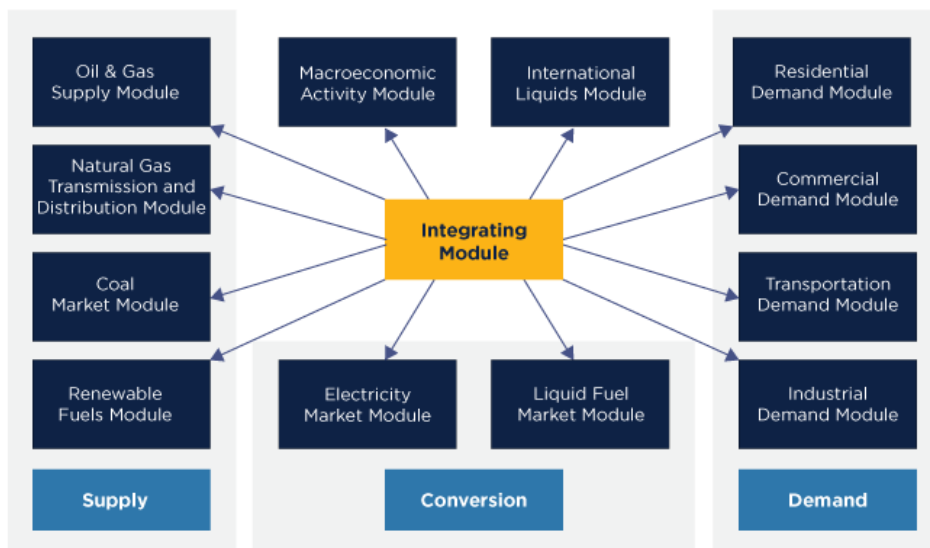 Oil & Gas
Supply Module
Macroeconomic
Activity Module
International
Liquids Module
Residential
Demand Module
Natural Gas
Transmission and
Distribution Module
Commercial
Demand Module
Integrating
Module
Coal
Market Module
Transportation
Demand Module
Renewable
Fuels Module
Electricity
Market Module
Liquid Fuel
Market Module
Industrial
Demand Module
Supply
Conversion
Demand